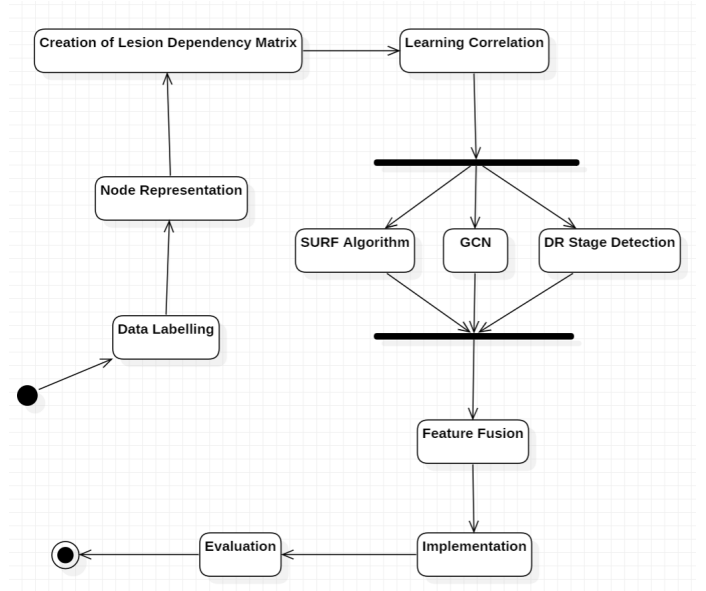 Creation of Lesion Dependency Matrix
Learning Correlation
Node Representation
SURF Algorithm
GCN
DR Stage Detection
Data Labelling
Feature Fusion
Evaluation
Implementation